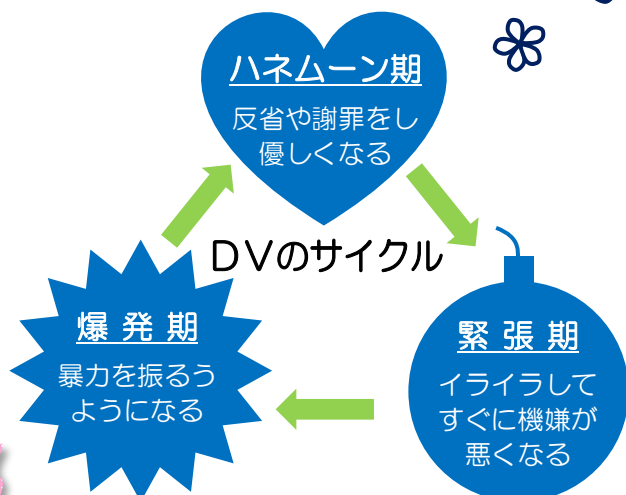 ハネムーン期
反省や謝罪をし
優しくなる
DVのサイクル
爆発期
暴力を振るう
ようになる
緊張期
イライラして
すぐに機嫌が
悪くなる